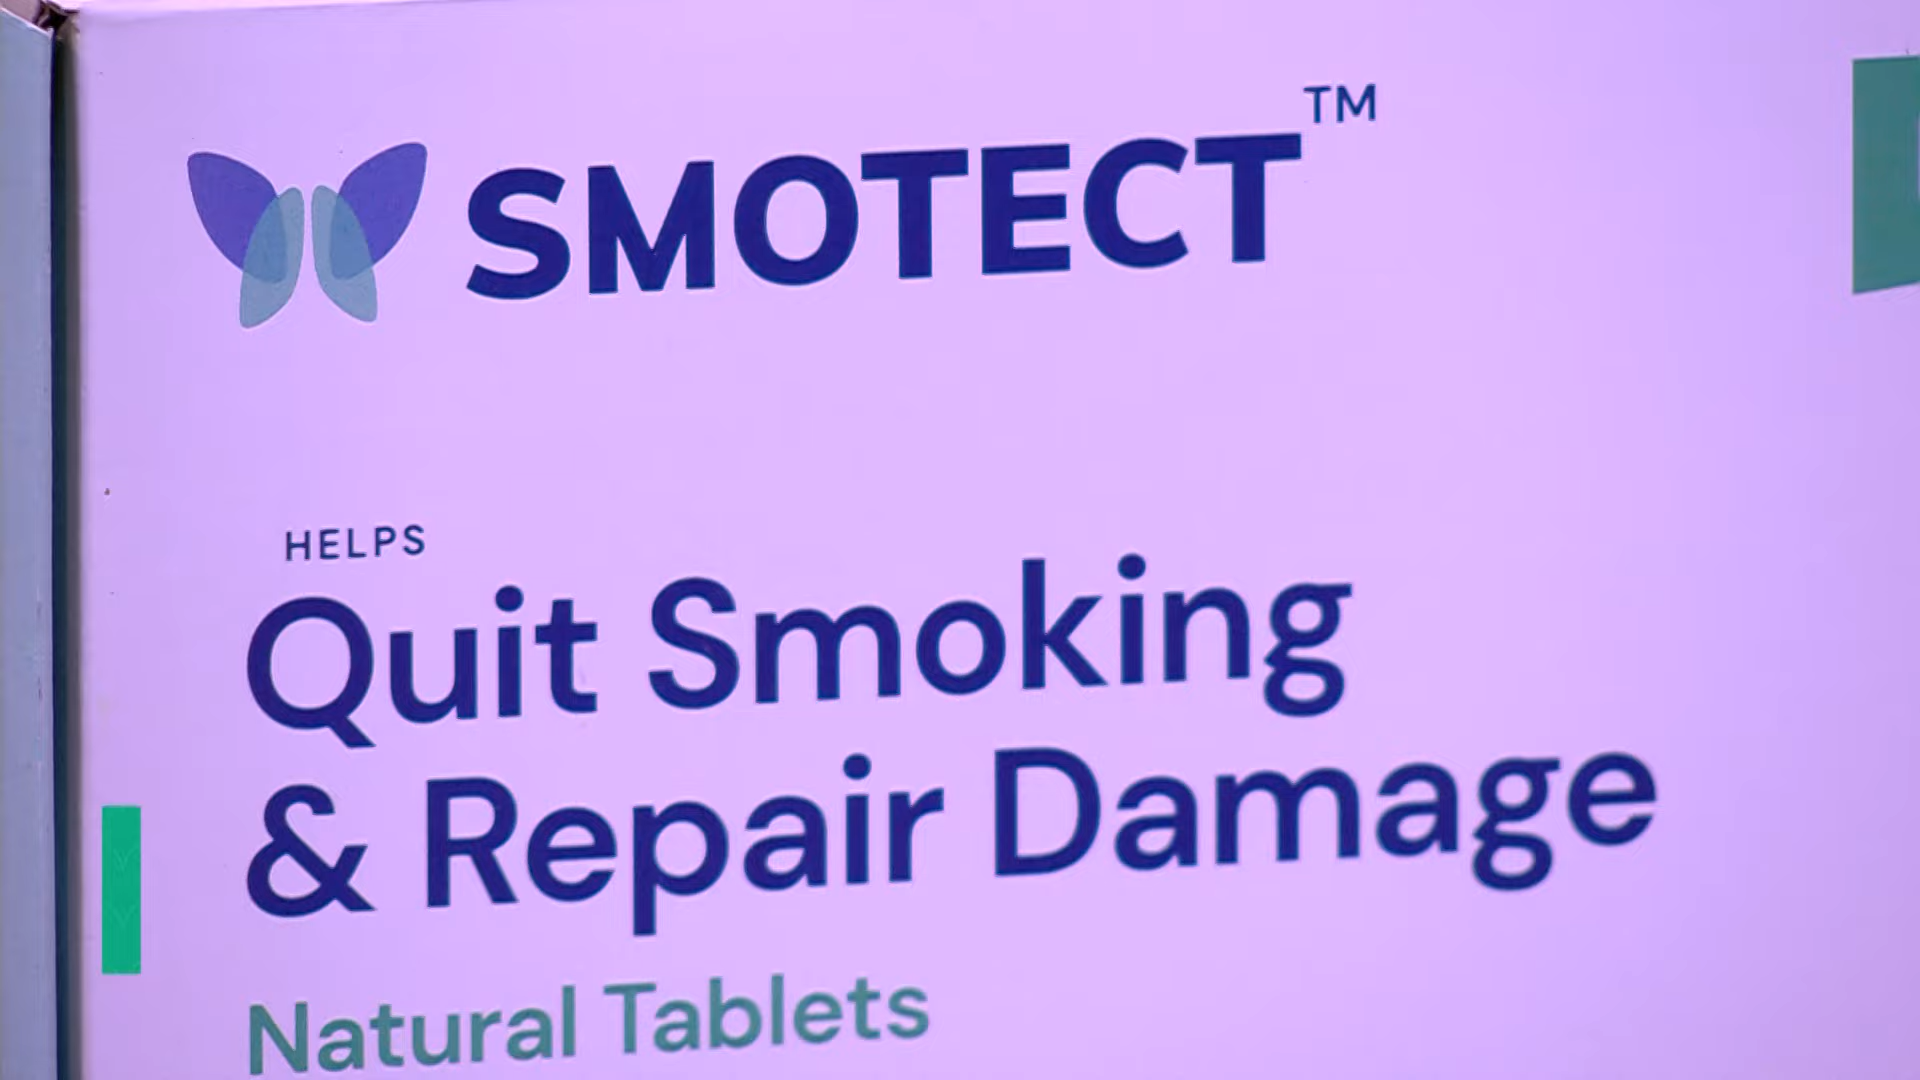 SMOTECT™
HELPS
Quit Smoking
& Repair Damage
Natural Tablets